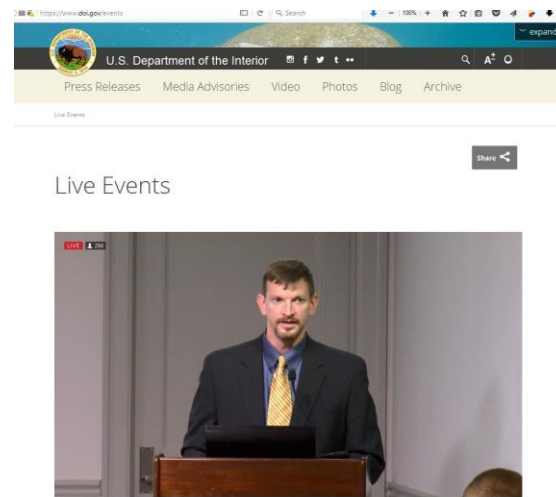 https://www.doi.gov/events
Search
100%
expand
U.S. Department of the Interior
A±
Press Releases Media Advisories Video Photos Blog Archive
Live Events
Share
Live Events
LIVE